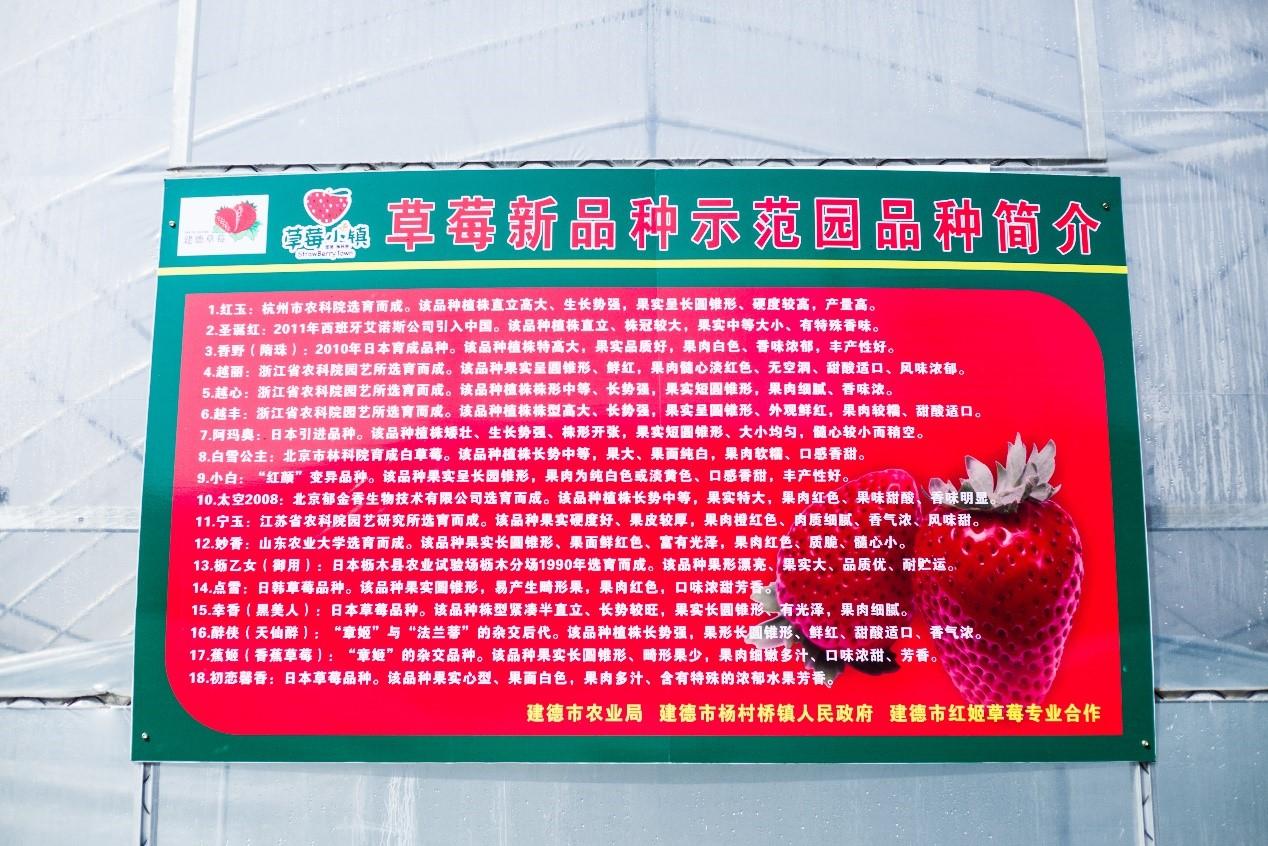 建德草莓
草莓小镇
StrawBerryTown
草莓新品种示范园品种简介
1.红玉：杭州市农科院选育而成。该品种植株直立高大、生长势强，果实呈长圆锥形、硬度较高，产量高。
2.圣诞红：2011年西班牙艾诺斯公司引入中国。该品种植株直立、株冠较大，果实中等大小、有特殊香味。
3.香野（隋珠）：2010年日本育成品种。该品种植株特高大，果实品质好，果肉白色、香味浓郁，丰产性好。
4.越丽：浙江省农科院园艺所选育而成。该品种果实呈圆锥形、鲜红，果肉髓心淡红色、无空洞、甜酸适口、风味浓郁。
5.越心：浙江省农科院园艺所选育而成。该品种植株株形中等、长势强，果实短圆锥形，果肉细腻、香味浓。
6.越丰：浙江省农科院园艺所选育而成。该品种植株株型高大、长势强，果实呈圆锥形、外观鲜红，果肉较糯、甜酸适口。
7.阿玛奥：日本引进品种。该品种植株矮壮、生长势强、株形开张，果实短圆锥形、大小均匀，髓心较小而稍空。
8.白雪公主：北京市林科院育成白草莓。该品种植株长势中等，果大、果面纯白，果肉软糯、口感香甜。
9.小白：“红颜”变异品种。该品种果实呈长园锥形，果肉为纯白色或淡黄色、口感香甜，丰产性好。
10.太空2008：北京郁金香生物技术有限公司选育而成。该品种植株长势中等，果实特大，果肉红色、果味甜酸、香味明显。
11.宁玉：江苏省农科院园艺研究所选育而成。该品种果实硬度好、果皮较厚，果肉橙红色、肉质细腻、香气浓、风味甜。
12.妙香：山东农业大学选育而成。该品种果实长圆锥形、果面鲜红色、富有光泽，果肉红色、质脆、髓心小。
13.枥乙女（御用）：日本枥木县农业试验场枥木分场1990年选育而成。该品种果形漂亮、果实大、品质优、耐贮运。
14.点雪：日韩草莓品种。该品种果实圆锥形，易产生畸形果，果肉红色，口味浓甜芳香。
15.幸香（黑美人）：日本草莓品种。该品种株型紧凑半直立、长势较旺，果实长圆锥形、有光泽，果肉细腻。
16.醉侠（天仙醉）：“章姬”与“法兰蒂”的杂交后代。该品种植株长势强，果形长圆锥形、鲜红、甜酸适口、香气浓。
17.蕉姬（香蕉草莓）：“章姬”的杂交品种。该品种果实长圆锥形、畸形果少，果肉细嫩多汁、口味浓甜、芳香。
18.初恋馨香：日本草莓品种。该品种果实心型、果面白色，果肉多汁、含有特殊的浓郁水果芳香。
建德市农业局 建德市杨村桥镇人民政府 建德市红姬草莓专业合作